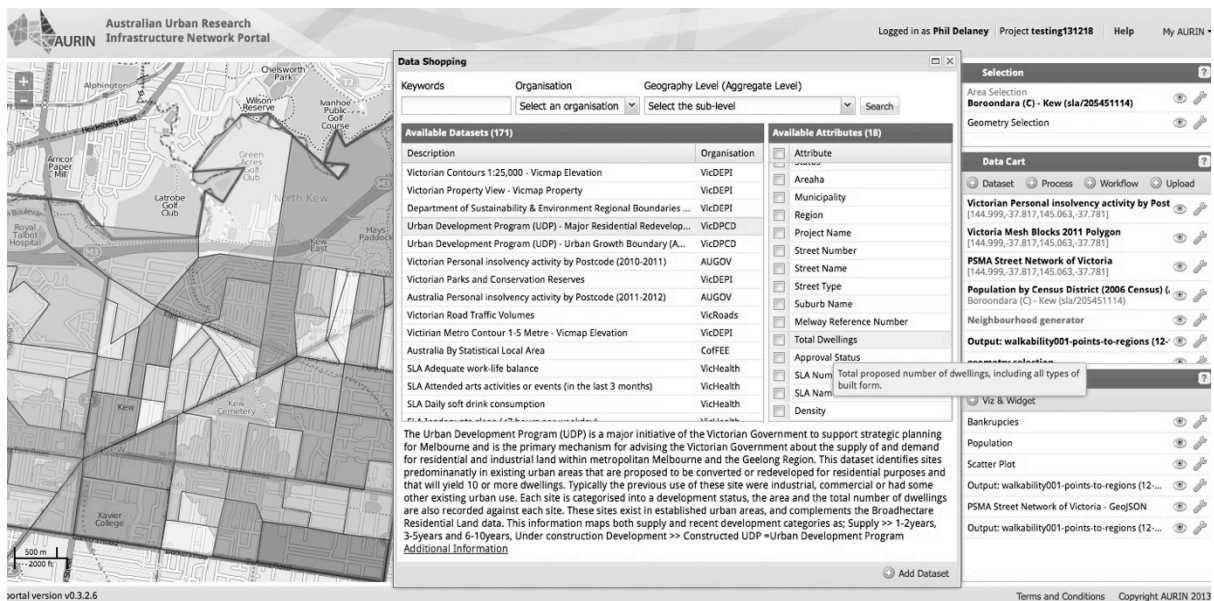 AURIN
Australian Urban Research
Infrastructure Network Portal
Logged in as Phil Delaney
Project testing131218
Help
My AURIN
Alphington
Chelsworth
Park
Wilson
Reserve
Ivanhoe
Public
Golf
Course
Heidelberg Road
Green
Acres
Golf
Club
Amcor
Paper
Mill
Latrobe
Golf
Club
North Kew
M3
Royal
Talbot
Hospital
M3
Kew
East
Hays
Paddock
Kew
Kew
Cemetery
Xavier
College
500 m
2000 ft
Data Shopping
Keywords
Organisation
Geography Level (Aggregate Level)
Select an organisation
Select the sub-level
Search
Available Datasets (171)
Description Organisation
Victorian Contours 1:25,000 - Vicmap Elevation VicDEPI
Victorian Property View - Vicmap Property VicDEPI
Department of Sustainability & Environment Regional Boundaries ... VicDEPI
Urban Development Program (UDP) - Major Residential Redevelop... VicDPCD
Urban Development Program (UDP) - Urban Growth Boundary (A... VicDPCD
Victorian Personal insolvency activity by Postcode (2010-2011) AUGOV
Victorian Parks and Conservation Reserves VicDEPI
Australia Personal insolvency activity by Postcode (2011-2012) AUGOV
Victorian Road Traffic Volumes VicRoads
Victirian Metro Contour 1-5 Metre - Vicmap Elevation VicDEPI
Australia By Statistical Local Area CofFEE
SLA Adequate work-life balance VicHealth
SLA Attended arts activities or events (in the last 3 months) VicHealth
SLA Daily soft drink consumption VicHealth
Available Attributes (18)
Attribute
Status
Areaha
Municipality
Region
Project Name
Street Number
Street Name
Street Type
Suburb Name
Melway Reference Number
Total Dwellings
Approval Status
SLA Num
SLA Nam
Density
Total proposed number of dwellings, including all types of
built form.
The Urban Development Program (UDP) is a major initiative of the Victorian Government to support strategic planning
for Melbourne and is the primary mechanism for advising the Victorian Government about the supply of and demand
for residential and industrial land within metropolitan Melbourne and the Geelong Region. This dataset identifies sites
predominanatly in existing urban areas that are proposed to be converted or redeveloped for residential purposes and
that will yield 10 or more dwellings. Typically the previous use of these site were industrial, commercial or had some
other existing urban use. Each site is categorised into a development status, the area and the total number of dwellings
are also recorded against each site. These sites exist in established urban areas, and complements the Broadhectare
Residential Land data. This information maps both supply and recent development categories as; Supply >> 1-2years,
3-5years and 6-10years, Under construction Development >> Constructed UDP =Urban Development Program
Additional Information
Add Dataset
Selection
Area Selection
Boroondara (C) - Kew (sla/205451114)
Geometry Selection
Data Cart
Dataset Process Workflow Upload
Victorian Personal insolvency activity by Post
[144.999,-37.817,145.063,-37.781]
Victoria Mesh Blocks 2011 Polygon
[144.999,-37.817,145.063,-37.781]
PSMA Street Network of Victoria
[144.999,-37.817,145.063,-37.781]
Population by Census District (2006 Census) (
Boroondara (C) - Kew (sla/205451114)
Neighbourhood generator
Output: walkability001-points-to-regions (12-
geometry selection
Viz & Widget
Bankrupcies
Population
Scatter Plot
Output: walkability001-points-to-regions (12-...
PSMA Street Network of Victoria - GeoJSON
Output: walkability001-points-to-regions (12-...
portal version v0.3.2.6
Terms and Conditions
Copyright AURIN 2013